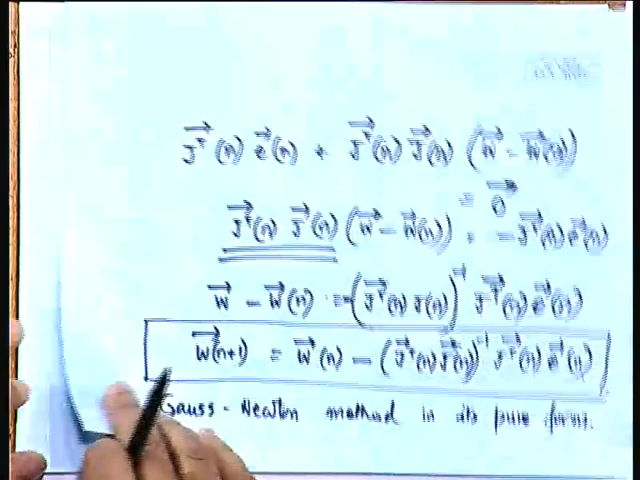 J⃗ᵀ(n) e⃗(n) + J⃗ᵀ(n) J⃗(n) (w⃗ - w⃗(n))
= 0⃗
J⃗ᵀ(n) J⃗(n) (w⃗ - w⃗(n)) = -J⃗ᵀ(n) e⃗(n)
w⃗ - w⃗(n) = -(J⃗ᵀ(n) J(n))⁻¹ J⃗ᵀ(n) e⃗(n)
w⃗(n+1) = w⃗(n) - (J⃗ᵀ(n) J⃗(n))⁻¹ J⃗ᵀ(n) e⃗(n)
Gauss - Newton method in its pure form.